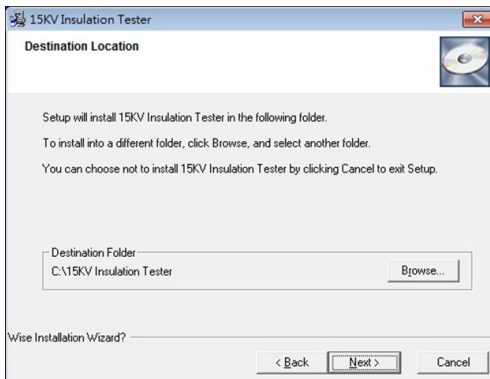 15KV Insulation Tester
Destination Location
Setup will install 15KV Insulation Tester in the following folder.
To install into a different folder, click Browse, and select another folder.
You can choose not to install 15KV Insulation Tester by clicking Cancel to exit Setup.
Destination Folder
C:\15KV Insulation Tester
Browse...
Wise Installation Wizard?
< Back
Next >
Cancel